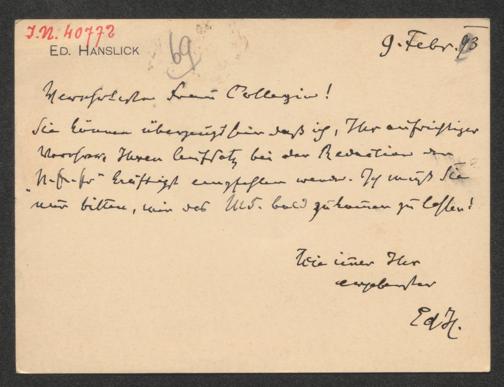 I.N. 40772
ED. HANSLICK
69
9. Febr. 93
Verehrteste Frau Collegin!
Sie können überzeugt sein daß ich, Ihr aufrichtiger
Verehrer, Ihren Aufsatz bei der Redaction der
"N. fr. Pr" kräftigst empfehlen werde. Ich muß Sie
nur bitten, mir das Ms. bald zukommen zu lassen!
Wie immer Ihr
ergebenster
EdH.